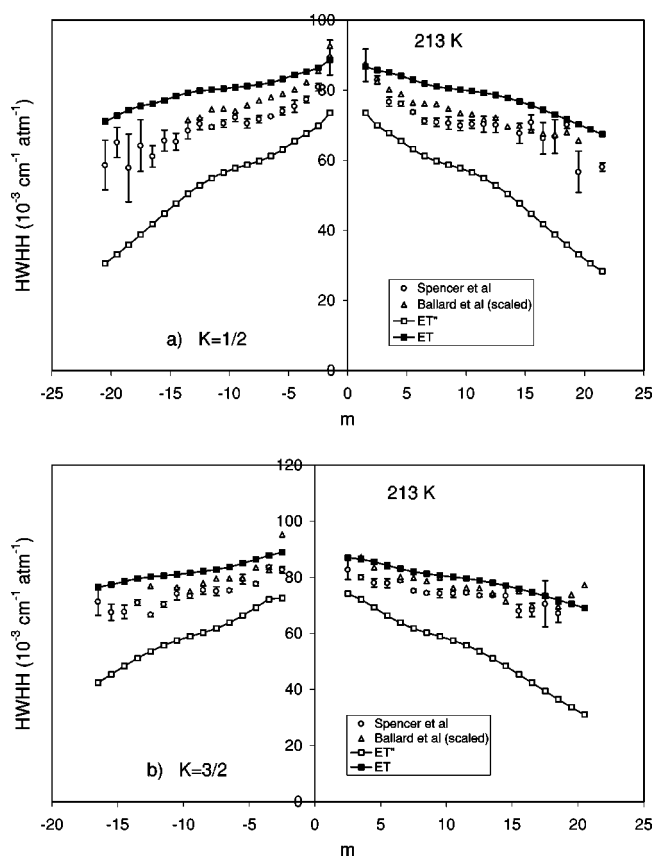 100
213 K
80
60
40
20
0
HWHH (10⁻³ cm⁻¹ atm⁻¹)
Spencer et al
Ballard et al (scaled)
ET"
ET
a) K=1/2
-25 -20 -15 -10 -5 0 5 10 15 20 25
m
120
213 K
100
80
60
40
20
0
HWHH (10⁻³ cm⁻¹ atm⁻¹)
Spencer et al
Ballard et al (scaled)
ET"
ET
b) K=3/2
-20 -15 -10 -5 0 5 10 15 20 25
m